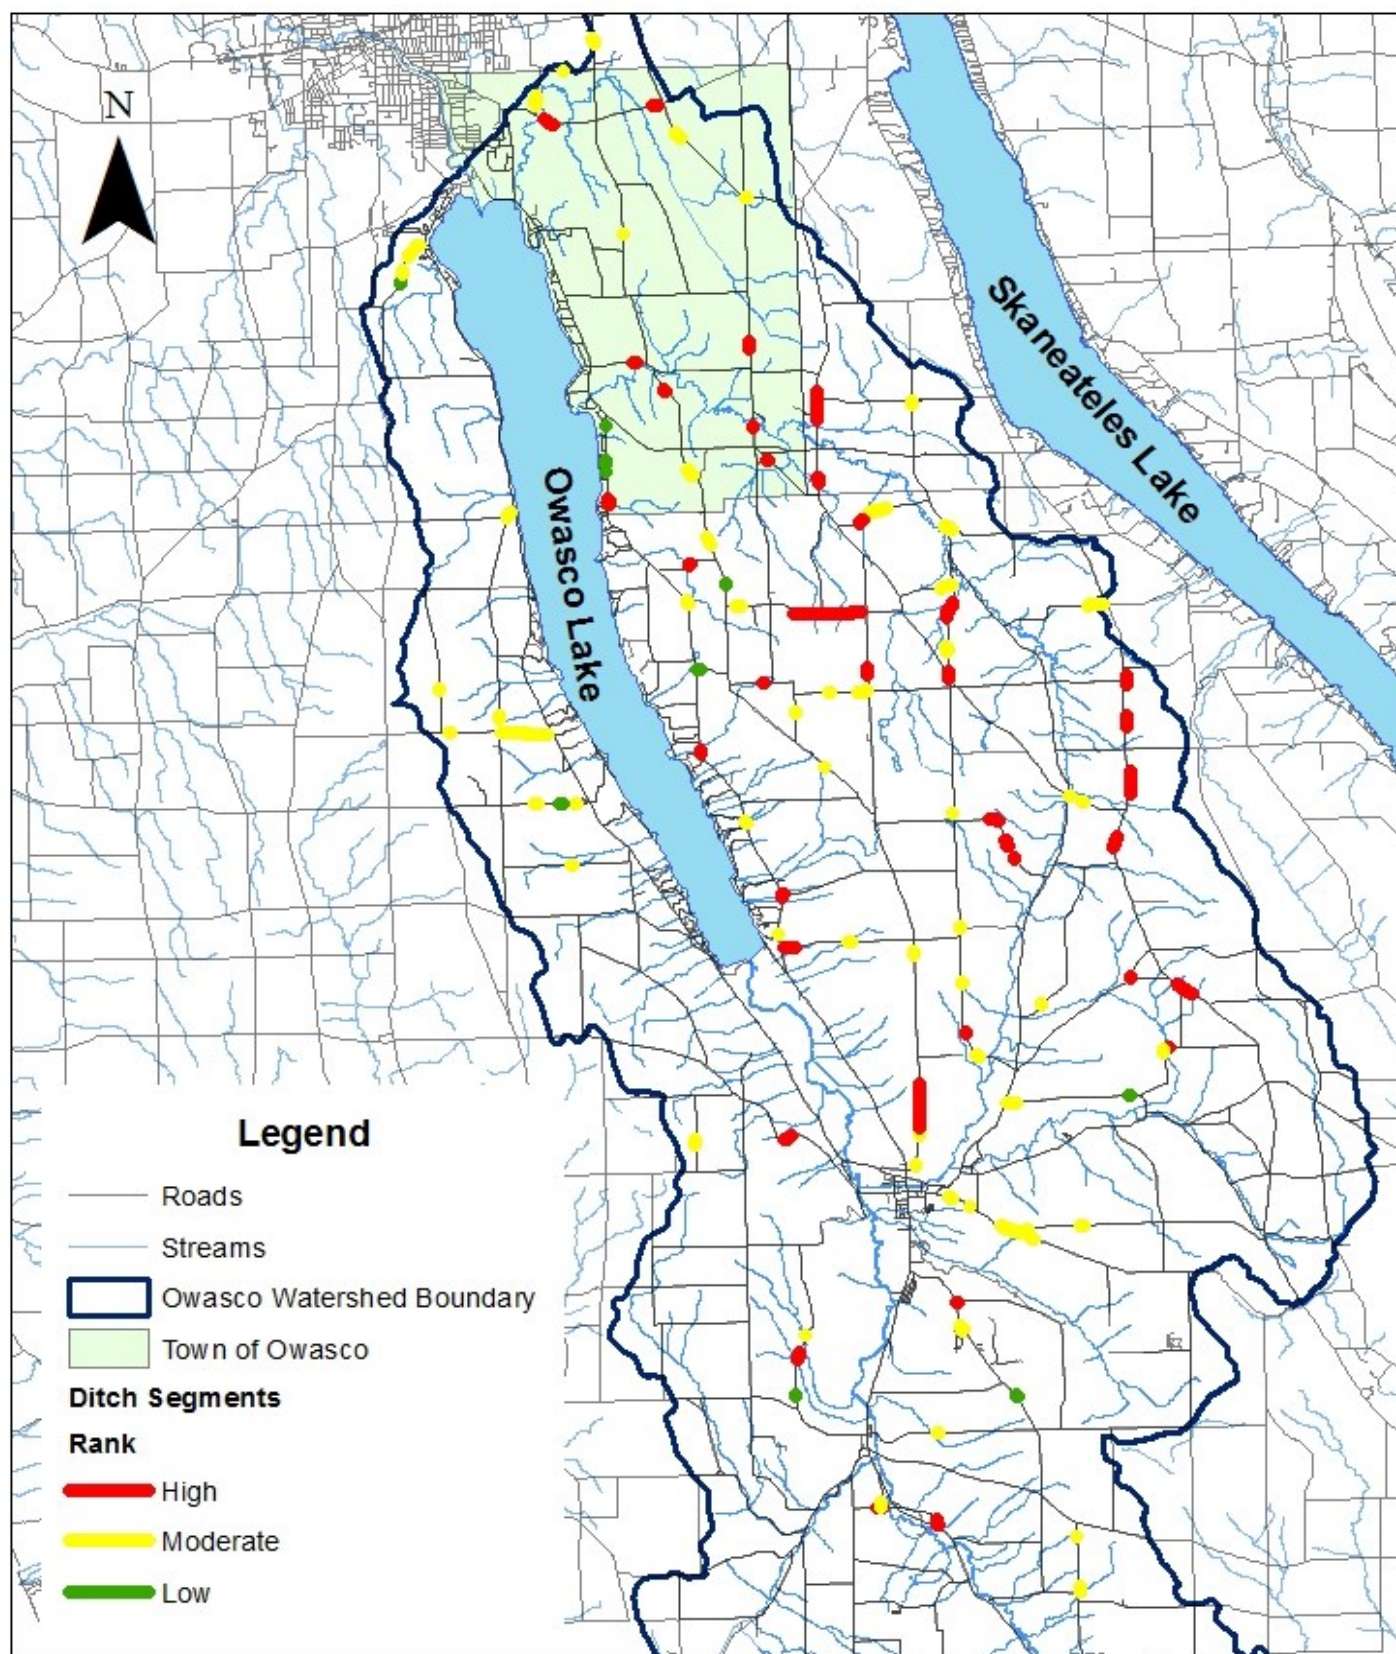 N
Skaneateles Lake
Owasco Lake
Legend
Roads
Streams
Owasco Watershed Boundary
Town of Owasco
Ditch Segments
Rank
High
Moderate
Low